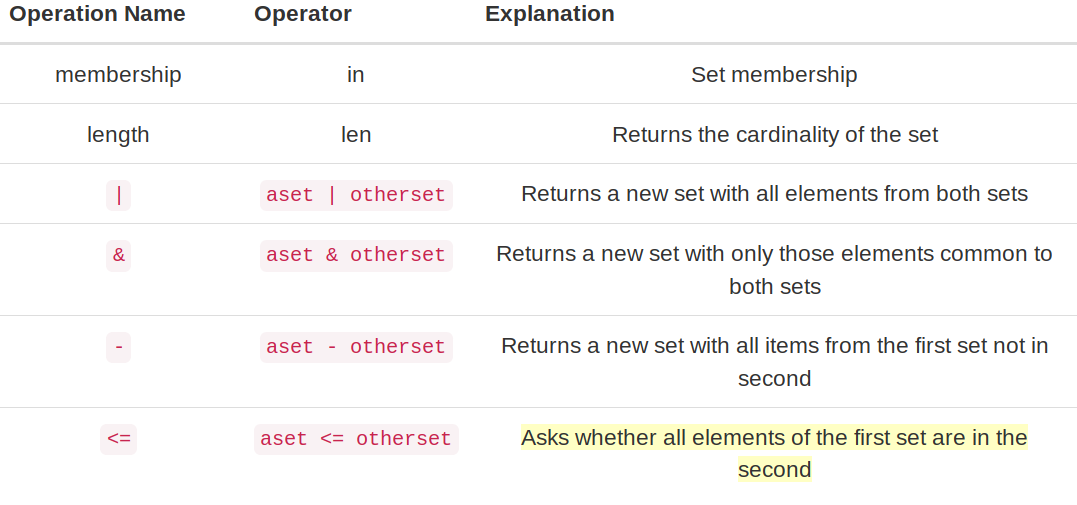 Operation Name Operator Explanation
membership in Set membership
length len Returns the cardinality of the set
| aset | otherset Returns a new set with all elements from both sets
& aset & otherset Returns a new set with only those elements common to
both sets
- aset - otherset Returns a new set with all items from the first set not in
second
<= aset <= otherset Asks whether all elements of the first set are in the
second